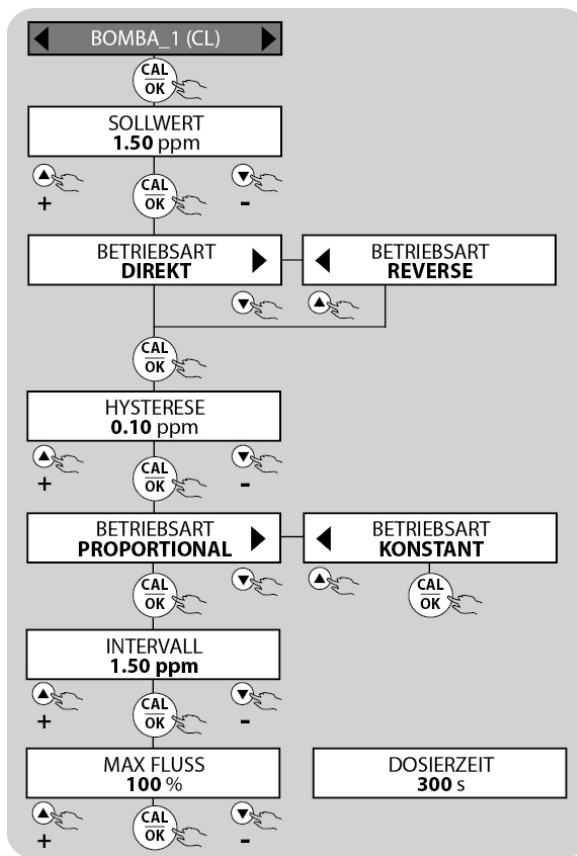 BOMBA_1 (CL)
CAL
OK
SOLLWERT
1.50 ppm
+
CAL
OK
-
BETRIEBSART
DIREKT
BETRIEBSART
REVERSE
CAL
OK
HYSTERESE
0.10 ppm
+
CAL
OK
-
BETRIEBSART
PROPORTIONAL
BETRIEBSART
KONSTANT
CAL
OK
CAL
OK
INTERVALL
1.50 ppm
+
CAL
OK
-
MAX FLUSS
100 %
DOSIERZEIT
300 s
+
CAL
OK
-